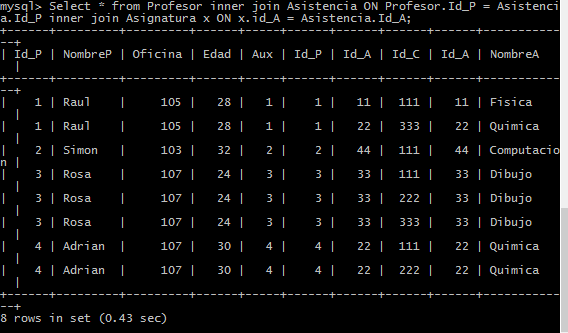 mysql> Select * from Profesor inner join Asistencia ON Profesor.Id_P = Asistenci
a.Id_P inner join Asignatura x ON x.id_A = Asistencia.Id_A;
+------+---------+---------+------+------+------+------+------+------+----------
--+
| Id_P | NombreP | Oficina | Edad | Aux | Id_P | Id_A | Id_C | Id_A | NombreA
  |
+------+---------+---------+------+------+------+------+------+------+----------
--+
| 1 | Raul | 105 | 28 | 1 | 1 | 11 | 111 | 11 | Fisica
  |
| 1 | Raul | 105 | 28 | 1 | 1 | 22 | 333 | 22 | Quimica
  |
| 2 | Simon | 103 | 32 | 2 | 2 | 44 | 111 | 44 | Computacio
n |
| 3 | Rosa | 107 | 24 | 3 | 3 | 33 | 111 | 33 | Dibujo
  |
| 3 | Rosa | 107 | 24 | 3 | 3 | 33 | 222 | 33 | Dibujo
  |
| 3 | Rosa | 107 | 24 | 3 | 3 | 33 | 333 | 33 | Dibujo
  |
| 4 | Adrian | 107 | 30 | 4 | 4 | 22 | 111 | 22 | Quimica
  |
| 4 | Adrian | 107 | 30 | 4 | 4 | 22 | 222 | 22 | Quimica
  |
+------+---------+---------+------+------+------+------+------+------+----------
--+
8 rows in set (0.43 sec)